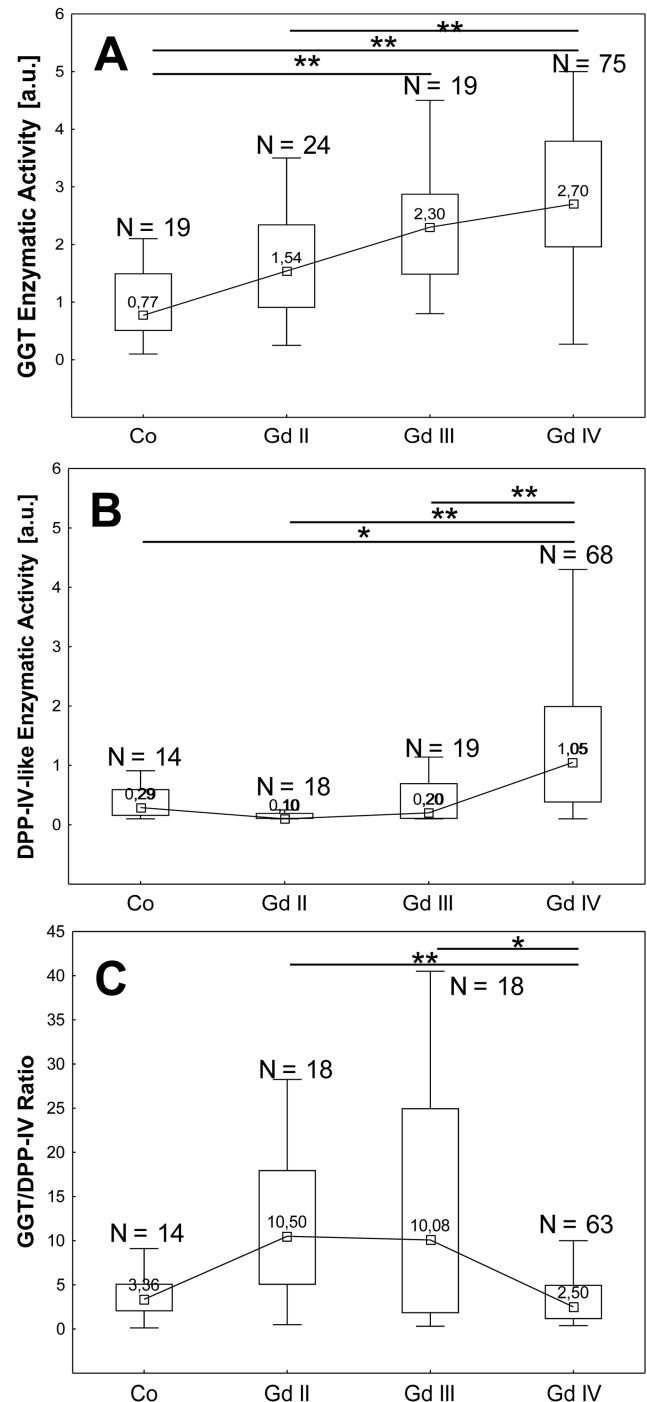 A
GGT Enzymatic Activity [a.u.]
6
5
4
3
2
1
0
**
**
**
N = 19
N = 24
N = 19
N = 75
0,77
1,54
2,30
2,70
Co Gd II Gd III Gd IV
B
DPP-IV-like Enzymatic Activity [a.u.]
6
5
4
3
2
1
0
**
**
*
N = 14
N = 18
N = 19
N = 68
0,29
0,10
0,20
1,05
Co Gd II Gd III Gd IV
C
GGT/DPP-IV Ratio
45
40
35
30
25
20
15
10
5
0
*
**
N = 14
N = 18
N = 18
N = 63
3,36
10,50
10,08
2,50
Co Gd II Gd III Gd IV